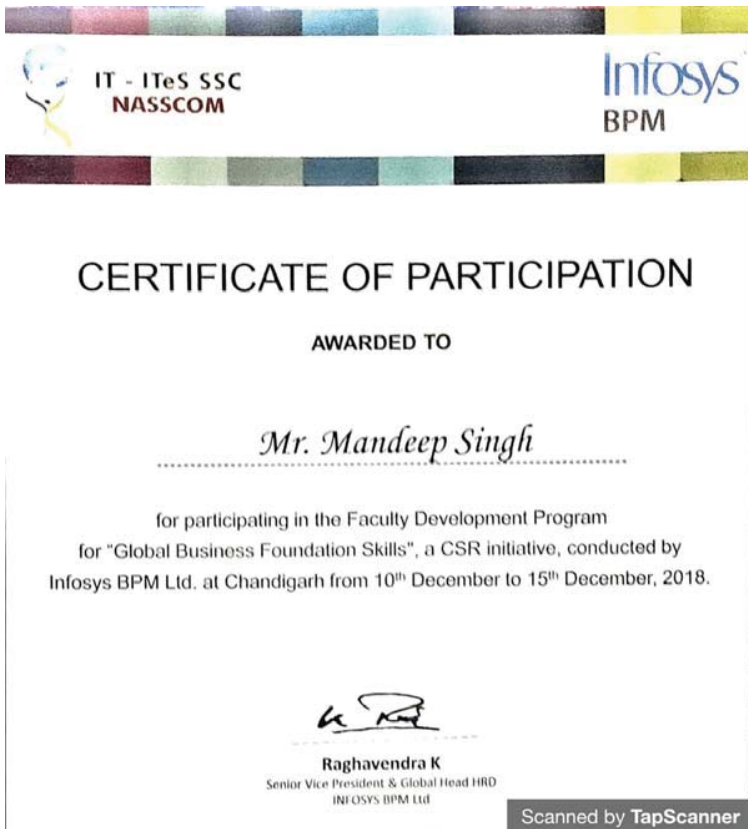 IT - ITeS SSC
NASSCOM
Infosys
BPM
CERTIFICATE OF PARTICIPATION
AWARDED TO
Mr. Mandeep Singh
for participating in the Faculty Development Program
for "Global Business Foundation Skills", a CSR initiative, conducted by
Infosys BPM Ltd. at Chandigarh from 10th December to 15th December, 2018.
Raghavendra K
Senior Vice President & Global Head HRD
INFOSYS BPM Ltd
Scanned by TapScanner